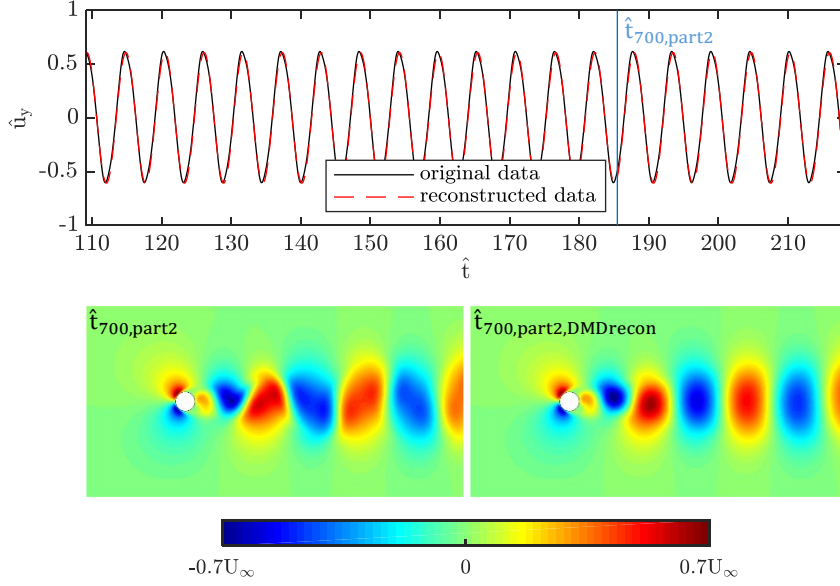 1
0.5
0
-0.5
-1
û_y
t̂_700,part2
original data
reconstructed data
110 120 130 140 150 160 170 180 190 200 210
t̂
t̂_700,part2
t̂_700,part2,DMDrecon
-0.7U_∞ 0 0.7U_∞